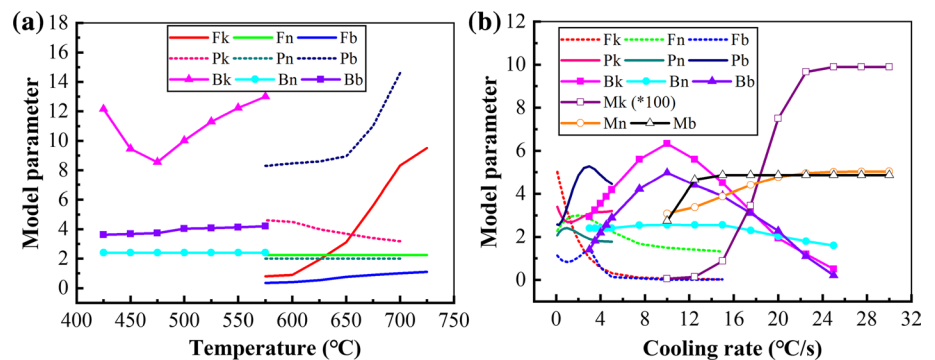 (a)
Fk Fn Fb
Pk Pn Pb
Bk Bn Bb
Model parameter
18
16
14
12
10
8
6
4
2
0
400 450 500 550 600 650 700 750
Temperature (℃)
(b)
Fk Fn Fb
Pk Pn Pb
Bk Bn Bb
Mk (*100)
Mn Mb
Model parameter
12
10
8
6
4
2
0
0 4 8 12 16 20 24 28 32
Cooling rate (℃/s)